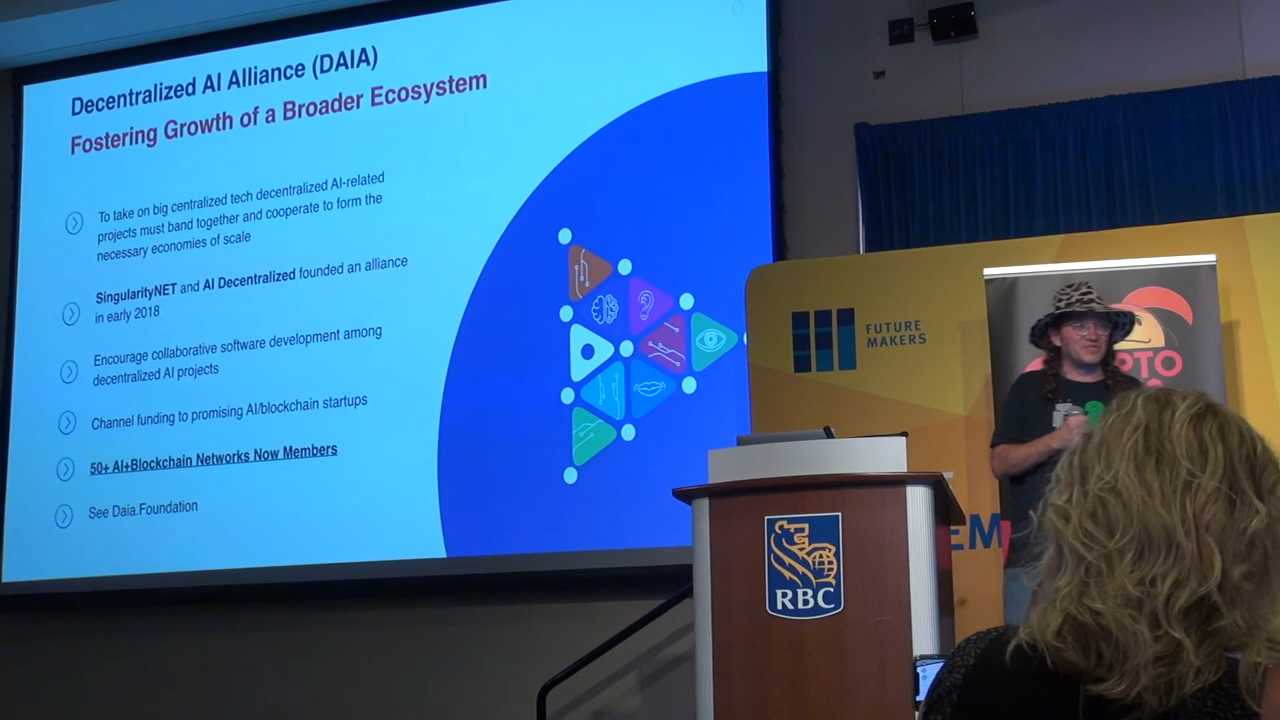 Decentralized AI Alliance (DAIA)
Fostering Growth of a Broader Ecosystem
To take on big centralized tech decentralized AI-related
projects must band together and cooperate to form the
necessary economies of scale
SingularityNET and AI Decentralized founded an alliance
in early 2018
Encourage collaborative software development among
decentralized AI projects
Channel funding to promising AI/blockchain startups
50+ AI+Blockchain Networks Now Members
See Daia.Foundation
FUTURE
MAKERS
PTO
EM
RBC